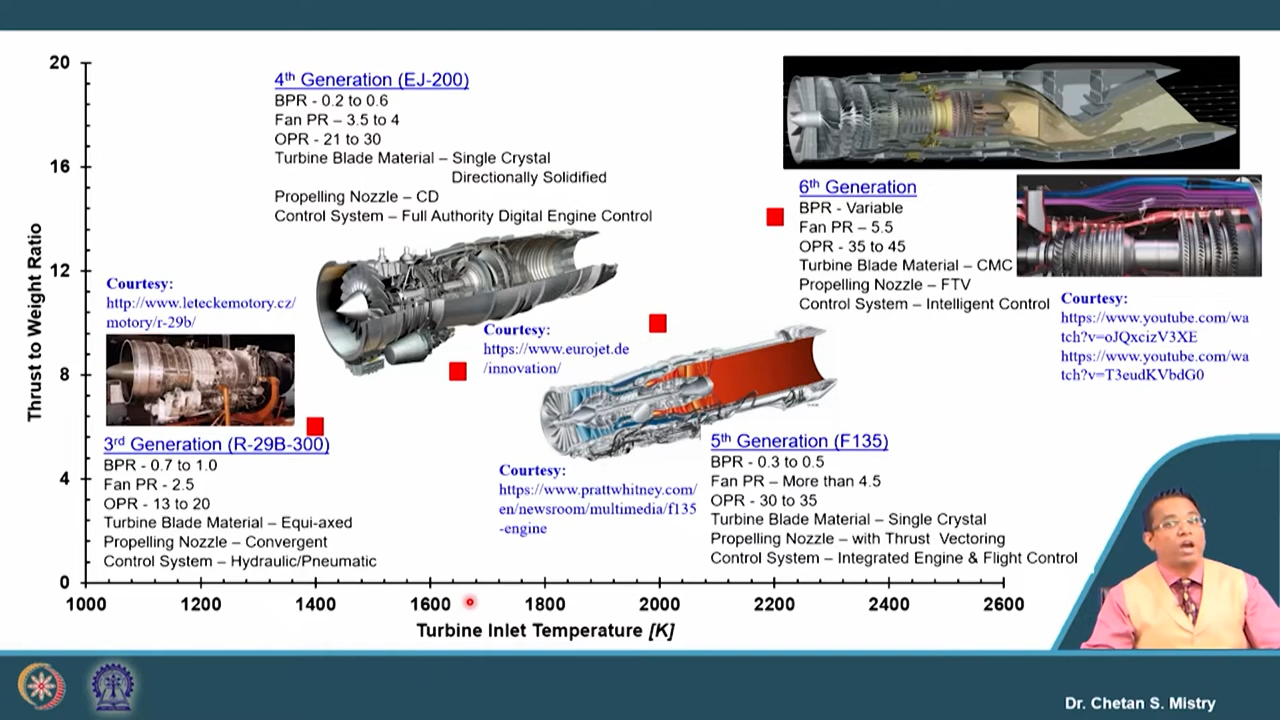 20
16
12
8
4
0
Thrust to Weight Ratio
4th Generation (EJ-200)
BPR - 0.2 to 0.6
Fan PR – 3.5 to 4
OPR - 21 to 30
Turbine Blade Material – Single Crystal
Directionally Solidified
Propelling Nozzle – CD
Control System – Full Authority Digital Engine Control
6th Generation
BPR - Variable
Fan PR – 5.5
OPR - 35 to 45
Turbine Blade Material – CMC
Propelling Nozzle – FTV
Control System – Intelligent Control
Courtesy:
https://www.youtube.com/wa
tch?v=oJQxcizV3XE
https://www.youtube.com/wa
tch?v=T3eudKVbdG0
Courtesy:
http://www.leteckemotory.cz/
motory/r-29b/
Courtesy:
https://www.eurojet.de
/innovation/
3rd Generation (R-29B-300)
BPR - 0.7 to 1.0
Fan PR - 2.5
OPR - 13 to 20
Turbine Blade Material – Equi-axed
Propelling Nozzle – Convergent
Control System – Hydraulic/Pneumatic
Courtesy:
https://www.prattwhitney.com/
en/newsroom/multimedia/f135
-engine
5th Generation (F135)
BPR - 0.3 to 0.5
Fan PR – More than 4.5
OPR - 30 to 35
Turbine Blade Material – Single Crystal
Propelling Nozzle – with Thrust Vectoring
Control System – Integrated Engine & Flight Control
1000 1200 1400 1600 1800 2000 2200 2400 2600
Turbine Inlet Temperature [K]
Dr. Chetan S. Mistry